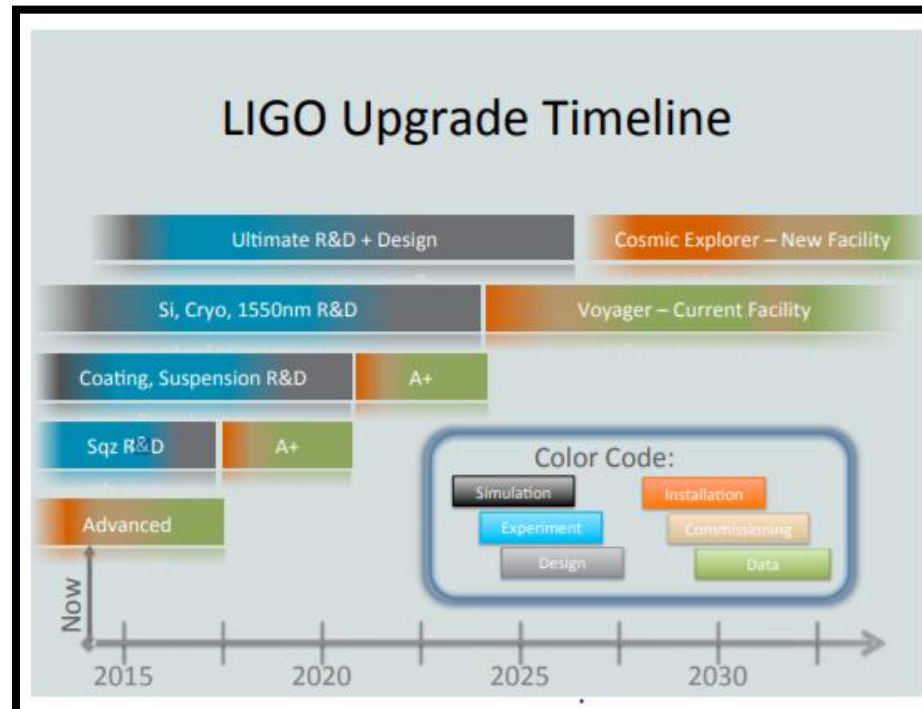 LIGO Upgrade Timeline
Ultimate R&D + Design
Cosmic Explorer – New Facility
Si, Cryo, 1550nm R&D
Voyager – Current Facility
Coating, Suspension R&D
A+
Sqz R&D
A+
Advanced
Color Code:
Simulation
Installation
Experiment
Commissioning
Design
Data
Now
2015
2020
2025
2030